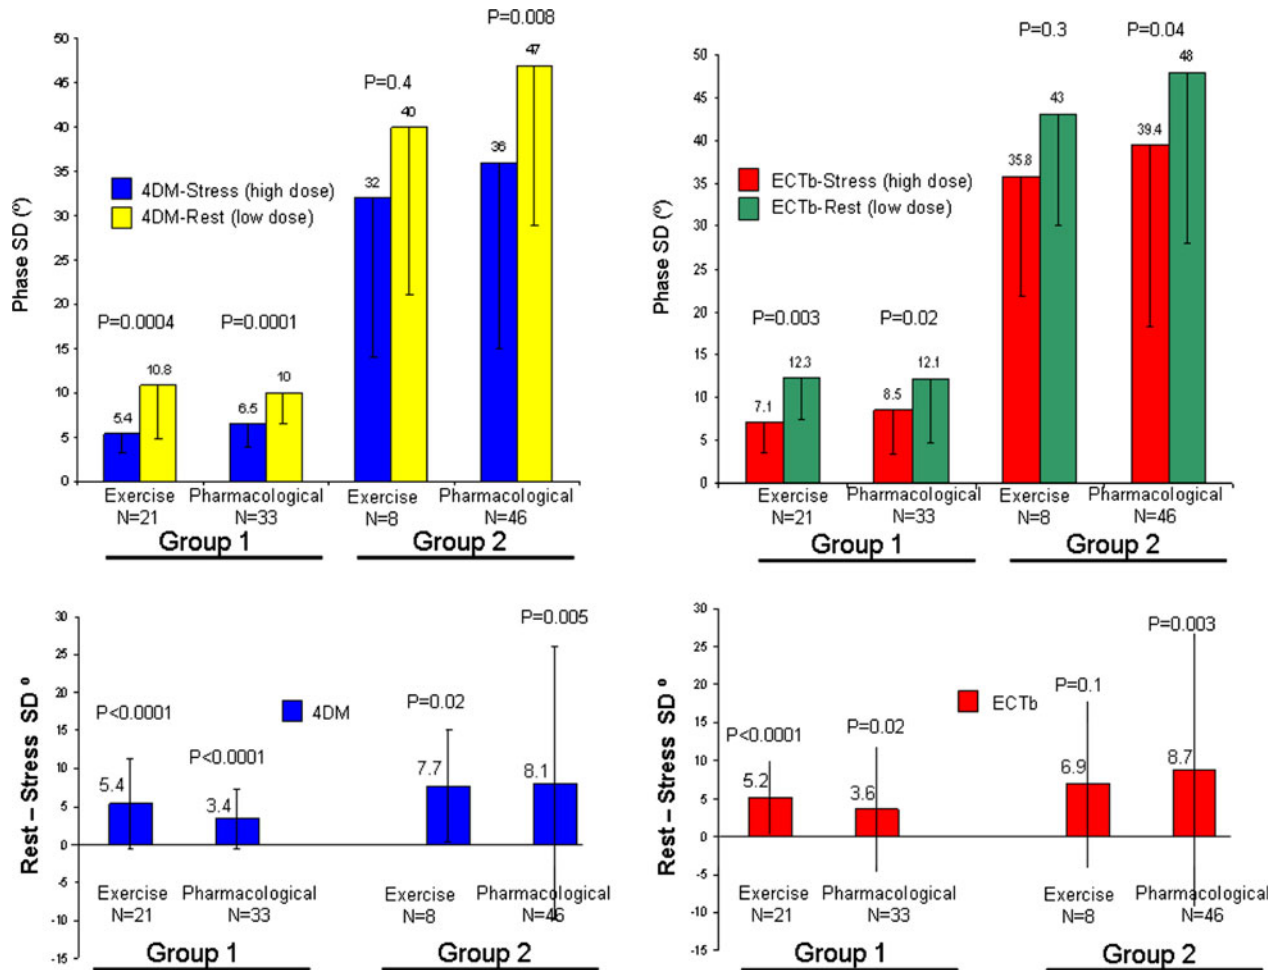 P=0.008
50
47
45
P=0.4
40
40
36
35
32
4DM-Stress (high dose)
4DM-Rest (low dose)
30
25
20
P=0.0004 P=0.0001
15
10.8
10
10
6.5
5.4
5
0
Phase SD (º)
Exercise Pharmacological Exercise Pharmacological
N=21 N=33 N=8 N=46
Group 1 Group 2
P=0.3 P=0.04
50
48
45
43
40
39.4
35.8
35
ECTb-Stress (high dose)
ECTb-Rest (low dose)
30
25
20
P=0.003 P=0.02
15
12.3 12.1
10
8.5
7.1
5
0
Phase SD (º)
Exercise Pharmacological Exercise Pharmacological
N=21 N=33 N=8 N=46
Group 1 Group 2
30
P=0.005
25
20
P=0.02
P<0.0001
4DM
15
P<0.0001
10
7.7 8.1
5.4
5
3.4
0
-5
-10
-15
Rest – Stress SD º
Exercise Pharmacological Exercise Pharmacological
N=21 N=33 N=8 N=46
Group 1 Group 2
30
P=0.003
25
20
P=0.1
ECTb
15
P=0.02
P<0.0001
10
8.7
6.9
5.2
5
3.6
0
-5
-10
-15
Rest – Stress SD º
Exercise Pharmacological Exercise Pharmacological
N=21 N=33 N=8 N=46
Group 1 Group 2